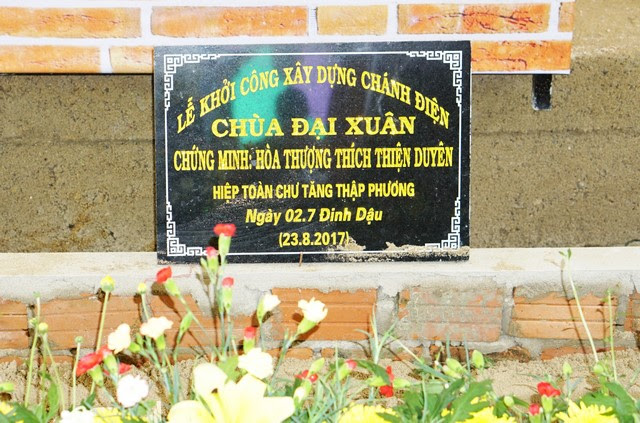 LỄ KHỞI CÔNG XÂY DỰNG CHÁNH ĐIỆN
CHÙA ĐẠI XUÂN
CHỨNG MINH: HÒA THƯỢNG THÍCH THIỆN DUYÊN
HIỆP TOÀN CHƯ TĂNG THẬP PHƯƠNG
Ngày 02.7 Đinh Dậu
(23.8.2017)